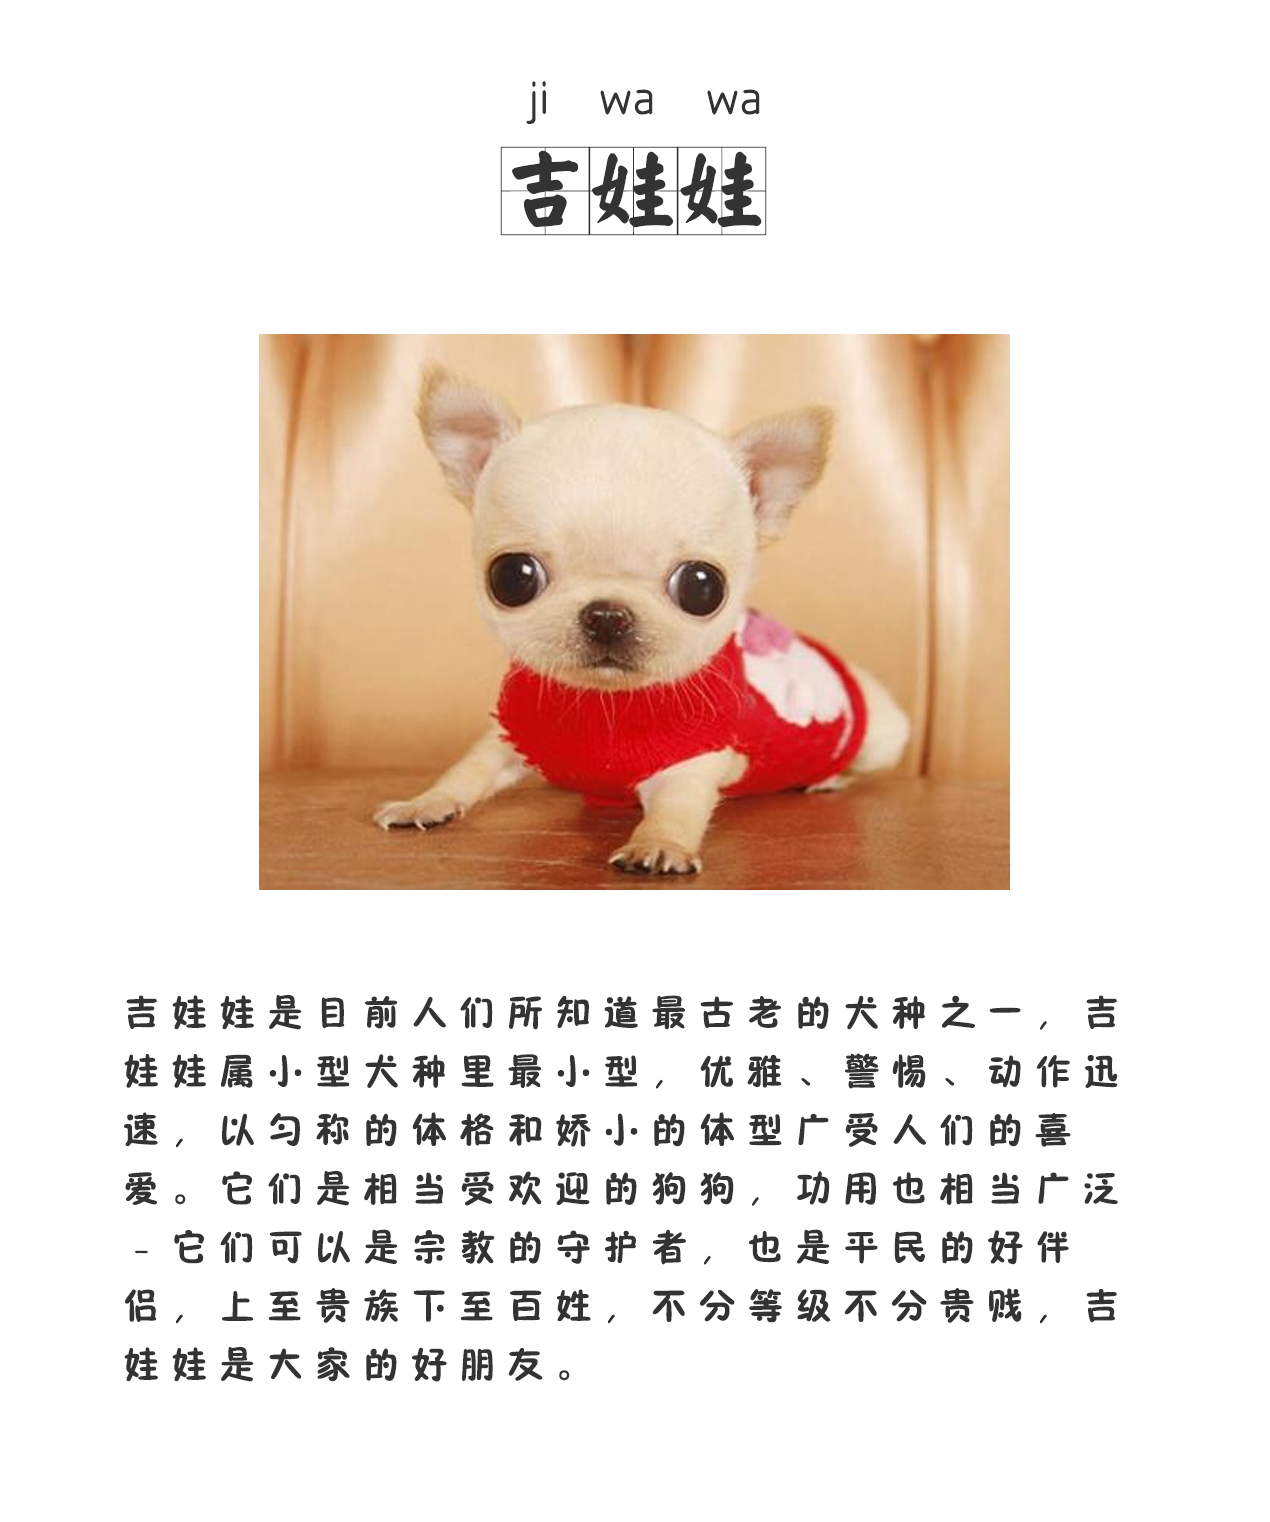 ji wa wa
吉娃娃
吉娃娃是目前人们所知道最古老的犬种之一，吉
娃娃属小型犬种里最小型，优雅、警惕、动作迅
速，以匀称的体格和娇小的体型广受人们的喜
爱。它们是相当受欢迎的狗狗，功用也相当广泛
-它们可以是宗教的守护者，也是平民的好伴
侣，上至贵族下至百姓，不分等级不分贵贱，吉
娃娃是大家的好朋友。